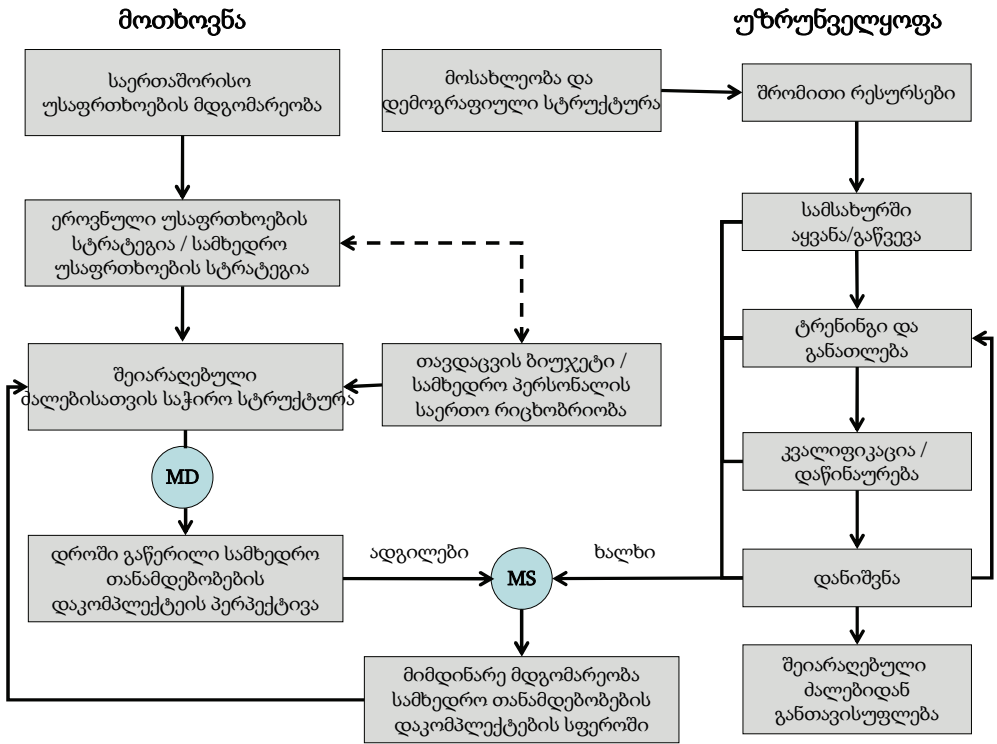 მოთხოვნა
უზრუნველყოფა
საერთაშორისო
უსაფრთხოების მდგომარეობა
მოსახლეობა და
დემოგრაფიული სტრუქტურა
შრომითი რესურსები
ეროვნული უსაფრთხოების
სტრატეგია / სამხედრო
უსაფრთხოების სტრატეგია
სამსახურში
აყვანა/გაწვევა
ტრენინგი და
განათლება
შეიარაღებული
ძალებისათვის საჭირო სტრუქტურა
თავდაცვის ბიუჯეტი /
სამხედრო პერსონალის
საერთო რიცხობრიობა
კვალიფიკაცია /
დაწინაურება
MD
დროში გაწერილი სამხედრო
თანამდებობების
დაკომპლექტეის პერპექტივა
ადგილები
MS
ხალხი
დანიშვნა
მიმდინარე მდგომარეობა
სამხედრო თანამდებობების
დაკომპლექტების სფეროში
შეიარაღებული
ძალებიდან
განთავისუფლება